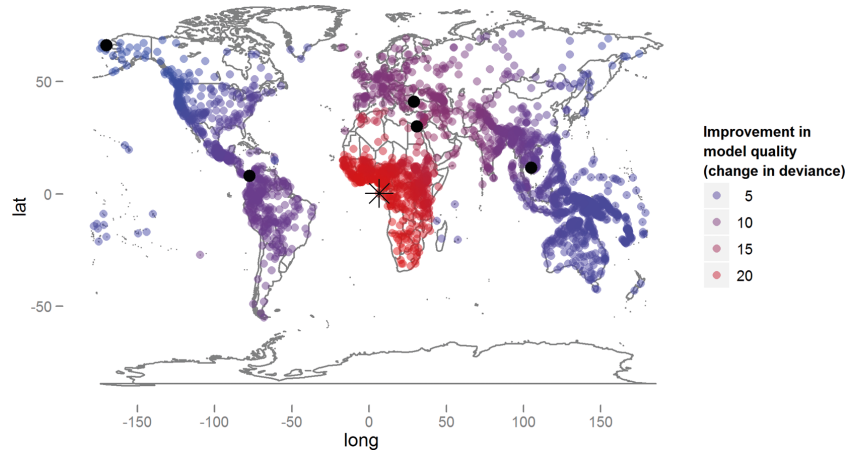 50
0
-50
lat
-150
-100
-50
0
50
100
150
long
Improvement in
model quality
(change in deviance)
5
10
15
20